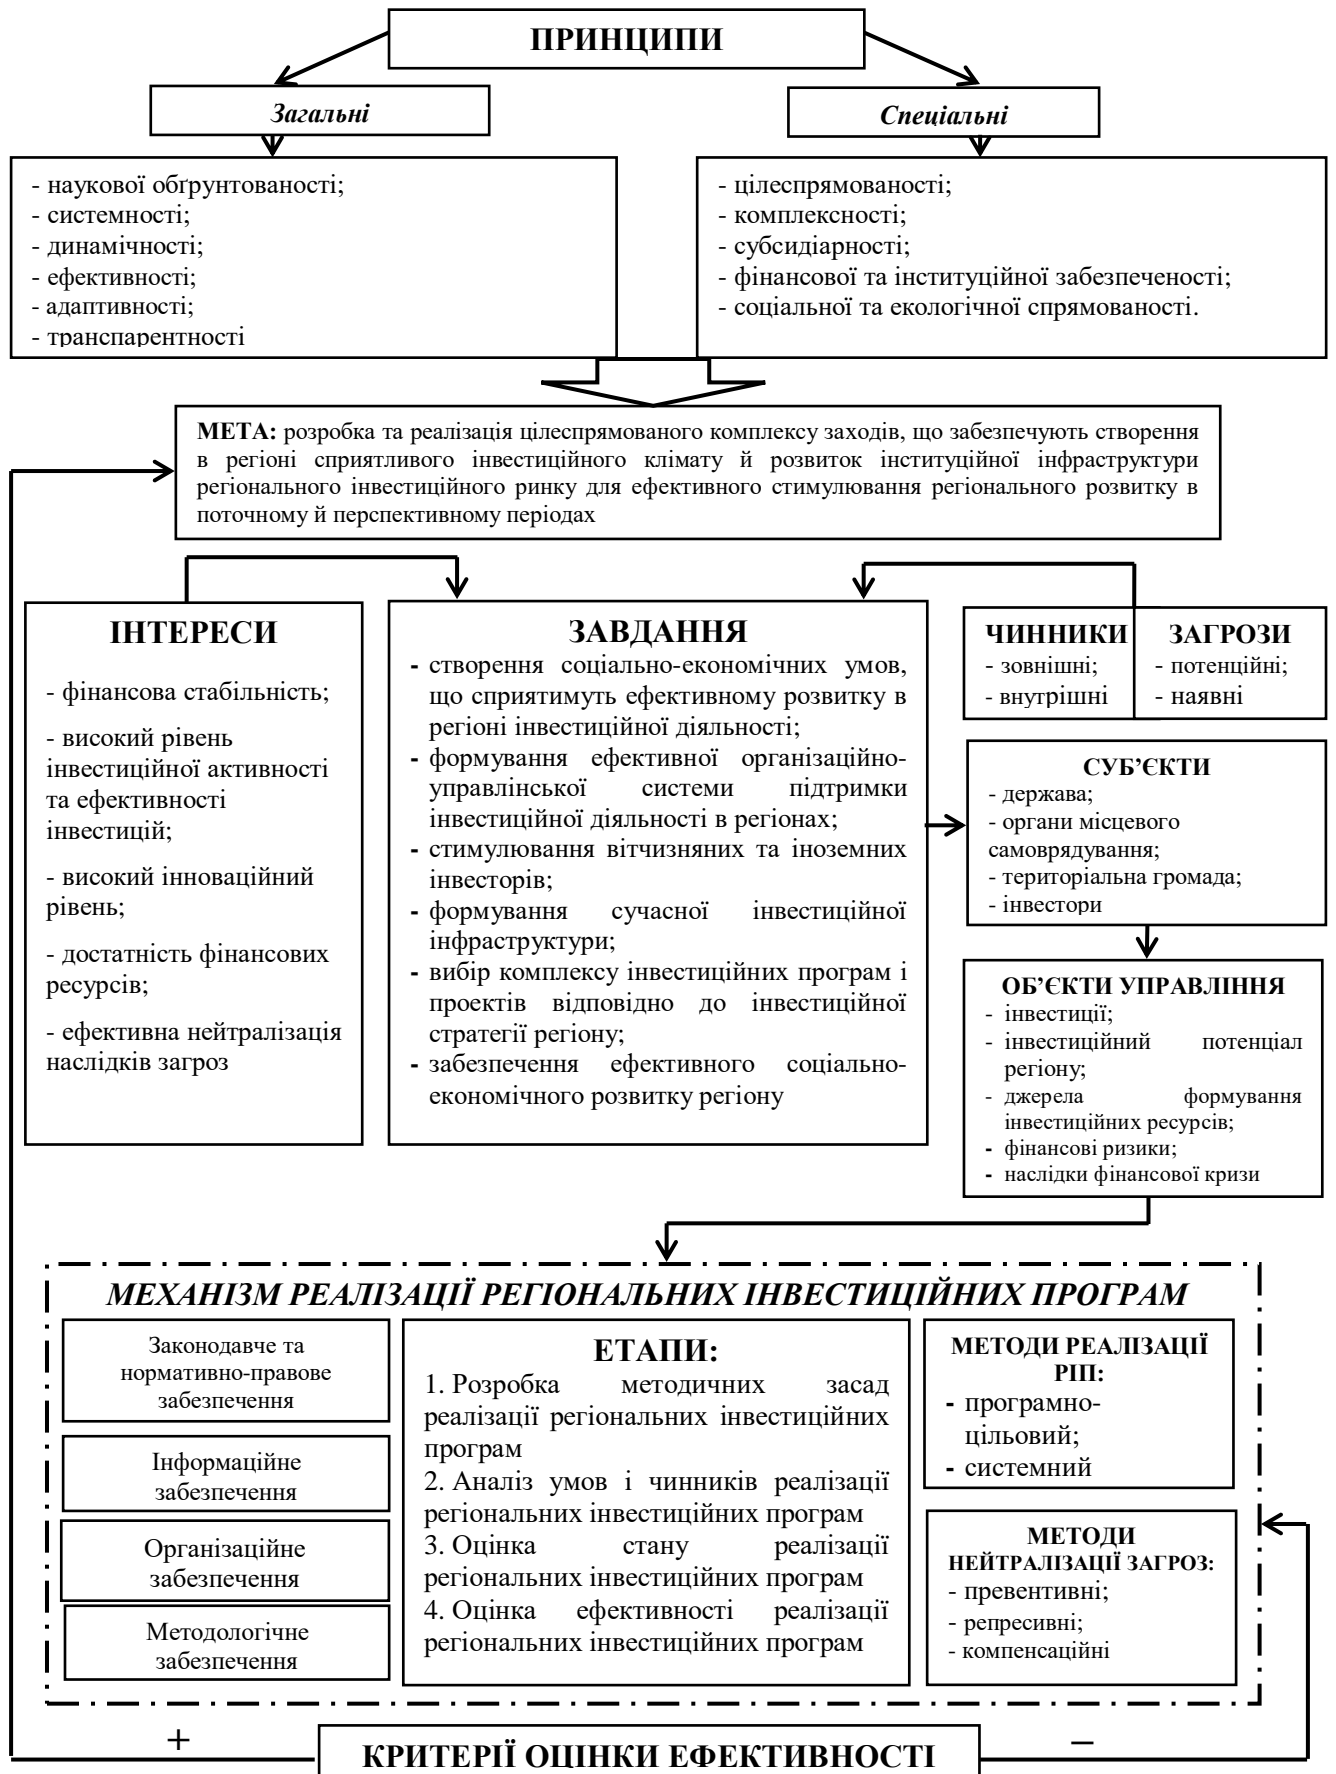 ПРИНЦИПИ
Загальні
Спеціальні
- наукової обґрунтованості;
- системності;
- динамічності;
- ефективності;
- адаптивності;
- транспарентності
- цілеспрямованості;
- комплексності;
- субсидіарності;
- фінансової та інституційної забезпеченості;
- соціальної та екологічної спрямованості.
МЕТА: розробка та реалізація цілеспрямованого комплексу заходів, що забезпечують створення
в регіоні сприятливого інвестиційного клімату й розвиток інституційної інфраструктури
регіонального інвестиційного ринку для ефективного стимулювання регіонального розвитку в
поточному й перспективному періодах
ІНТЕРЕСИ
- фінансова стабільність;
- високий рівень
інвестиційної активності
та ефективності
інвестицій;
- високий інноваційний
рівень;
- достатність фінансових
ресурсів;
- ефективна нейтралізація
наслідків загроз
ЗАВДАННЯ
- створення соціально-економічних умов,
що сприятимуть ефективному розвитку в
регіоні інвестиційної діяльності;
- формування ефективної організаційно-
управлінської системи підтримки
інвестиційної діяльності в регіонах;
- стимулювання вітчизняних та іноземних
інвесторів;
- формування сучасної інвестиційної
інфраструктури;
- вибір комплексу інвестиційних програм і
проектів відповідно до інвестиційної
стратегії регіону;
- забезпечення ефективного соціально-
економічного розвитку регіону
ЧИННИКИ
- зовнішні;
- внутрішні
ЗАГРОЗИ
- потенційні;
- наявні
СУБ’ЄКТИ
- держава;
- органи місцевого
самоврядування;
- територіальна громада;
- інвестори
ОБ’ЄКТИ УПРАВЛІННЯ
- інвестиції;
- інвестиційний потенціал
регіону;
- джерела формування
інвестиційних ресурсів;
- фінансові ризики;
- наслідки фінансової кризи
МЕХАНІЗМ РЕАЛІЗАЦІЇ РЕГІОНАЛЬНИХ ІНВЕСТИЦІЙНИХ ПРОГРАМ
Законодавче та
нормативно-правове
забезпечення
Інформаційне
забезпечення
Організаційне
забезпечення
Методологічне
забезпечення
ЕТАПИ:
1. Розробка методичних засад
реалізації регіональних інвестиційних
програм
2. Аналіз умов і чинників реалізації
регіональних інвестиційних програм
3. Оцінка стану реалізації
регіональних інвестиційних програм
4. Оцінка ефективності реалізації
регіональних інвестиційних програм
МЕТОДИ РЕАЛІЗАЦІЇ
РІП:
- програмно-
цільовий;
- системний
МЕТОДИ
НЕЙТРАЛІЗАЦІЇ ЗАГРОЗ:
- превентивні;
- репресивні;
- компенсаційні
+
–
КРИТЕРІЇ ОЦІНКИ ЕФЕКТИВНОСТІ